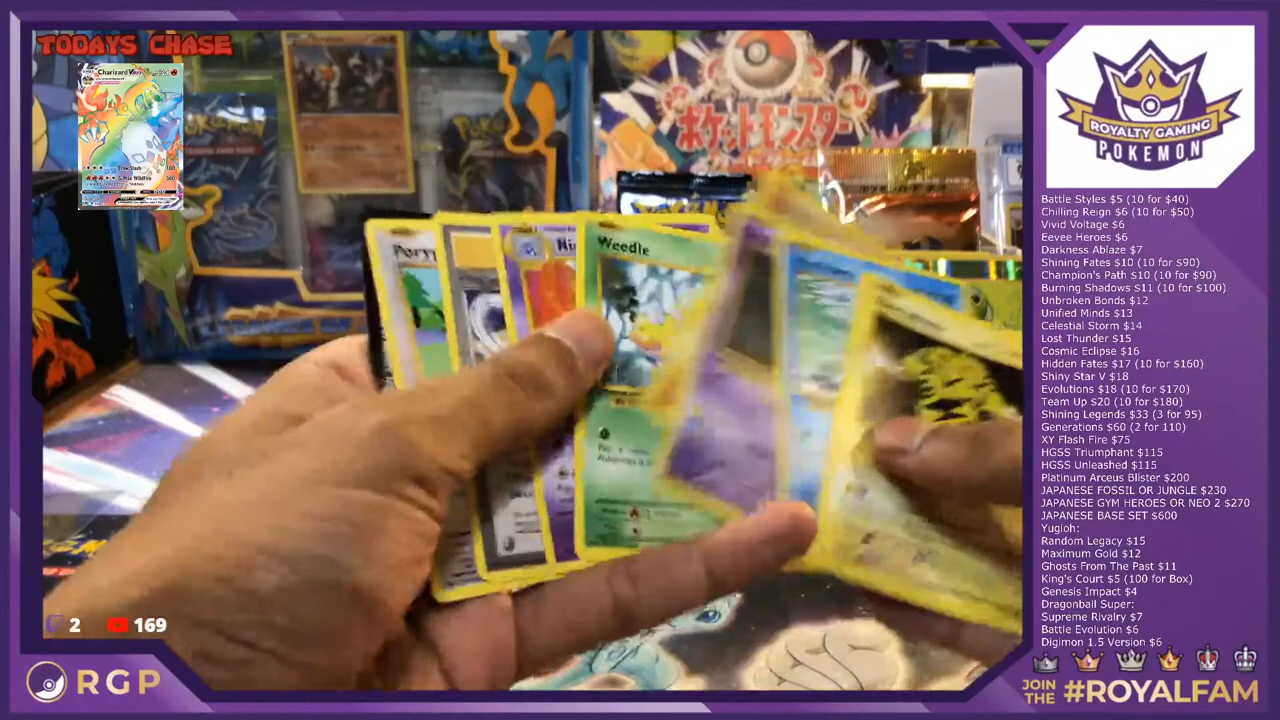 TODAYS CHASE
Charizard
Claw Slash 100
G-Max Wildfire 300
ポケットモンスター
Weedle
2
169
RGP
ROYALTY GAMING
POKEMON
Battle Styles $5 (10 for $40)
Chilling Reign $6 (10 for $50)
Vivid Voltage $6
Eevee Heroes $6
Darkness Ablaze $7
Shining Fates $10 (10 for $90)
Champion's Path $10 (10 for $90)
Burning Shadows $11 (10 for $100)
Unbroken Bonds $12
Unified Minds $13
Celestial Storm $14
Lost Thunder $15
Cosmic Eclipse $16
Hidden Fates $17 (10 for $160)
Shiny Star V $18
Evolutions $18 (10 for $170)
Team Up $20 (10 for $180)
Shining Legends $33 (3 for 95)
Generations $60 (2 for 110)
XY Flash Fire $75
HGSS Triumphant $115
HGSS Unleashed $115
Platinum Arceus Blister $200
JAPANESE FOSSIL OR JUNGLE $230
JAPANESE GYM HEROES OR NEO 2 $270
JAPANESE BASE SET $600
Yugioh:
Random Legacy $15
Maximum Gold $12
Ghosts From The Past $11
King's Court $5 (100 for Box)
Genesis Impact $4
Dragonball Super:
Supreme Rivalry $7
Battle Evolution $6
Digimon 1.5 Version $6
JOIN THE #ROYALFAM